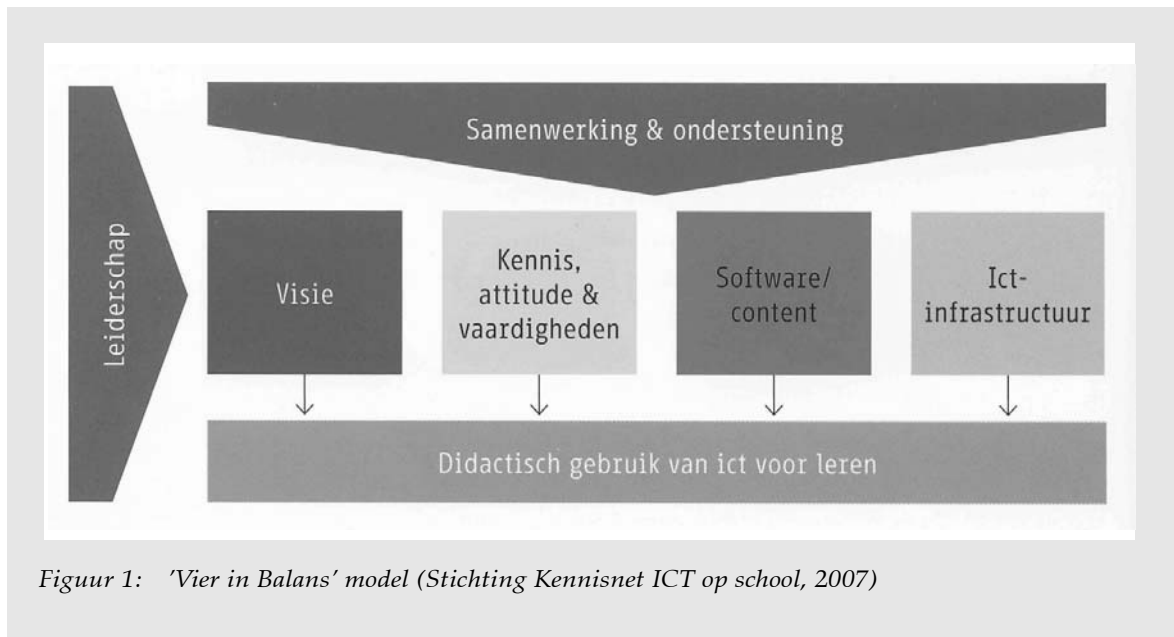 Leiderschap
Samenwerking & ondersteuning
Visie
Kennis,
attitude &
vaardigheden
Software/
content
Ict-
infrastructuur
Didactisch gebruik van ict voor leren
Figuur 1: 'Vier in Balans' model (Stichting Kennisnet ICT op school, 2007)